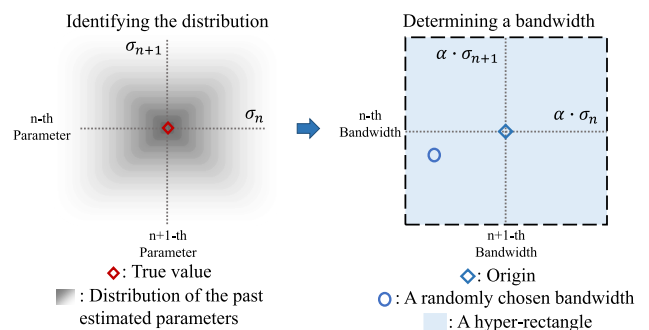 Identifying the distribution
σₙ₊₁
σₙ
n-th
Parameter
n+1-th
Parameter
: True value
: Distribution of the past
estimated parameters
Determining a bandwidth
α · σₙ₊₁
α · σₙ
n-th
Bandwidth
n+1-th
Bandwidth
: Origin
: A randomly chosen bandwidth
: A hyper-rectangle